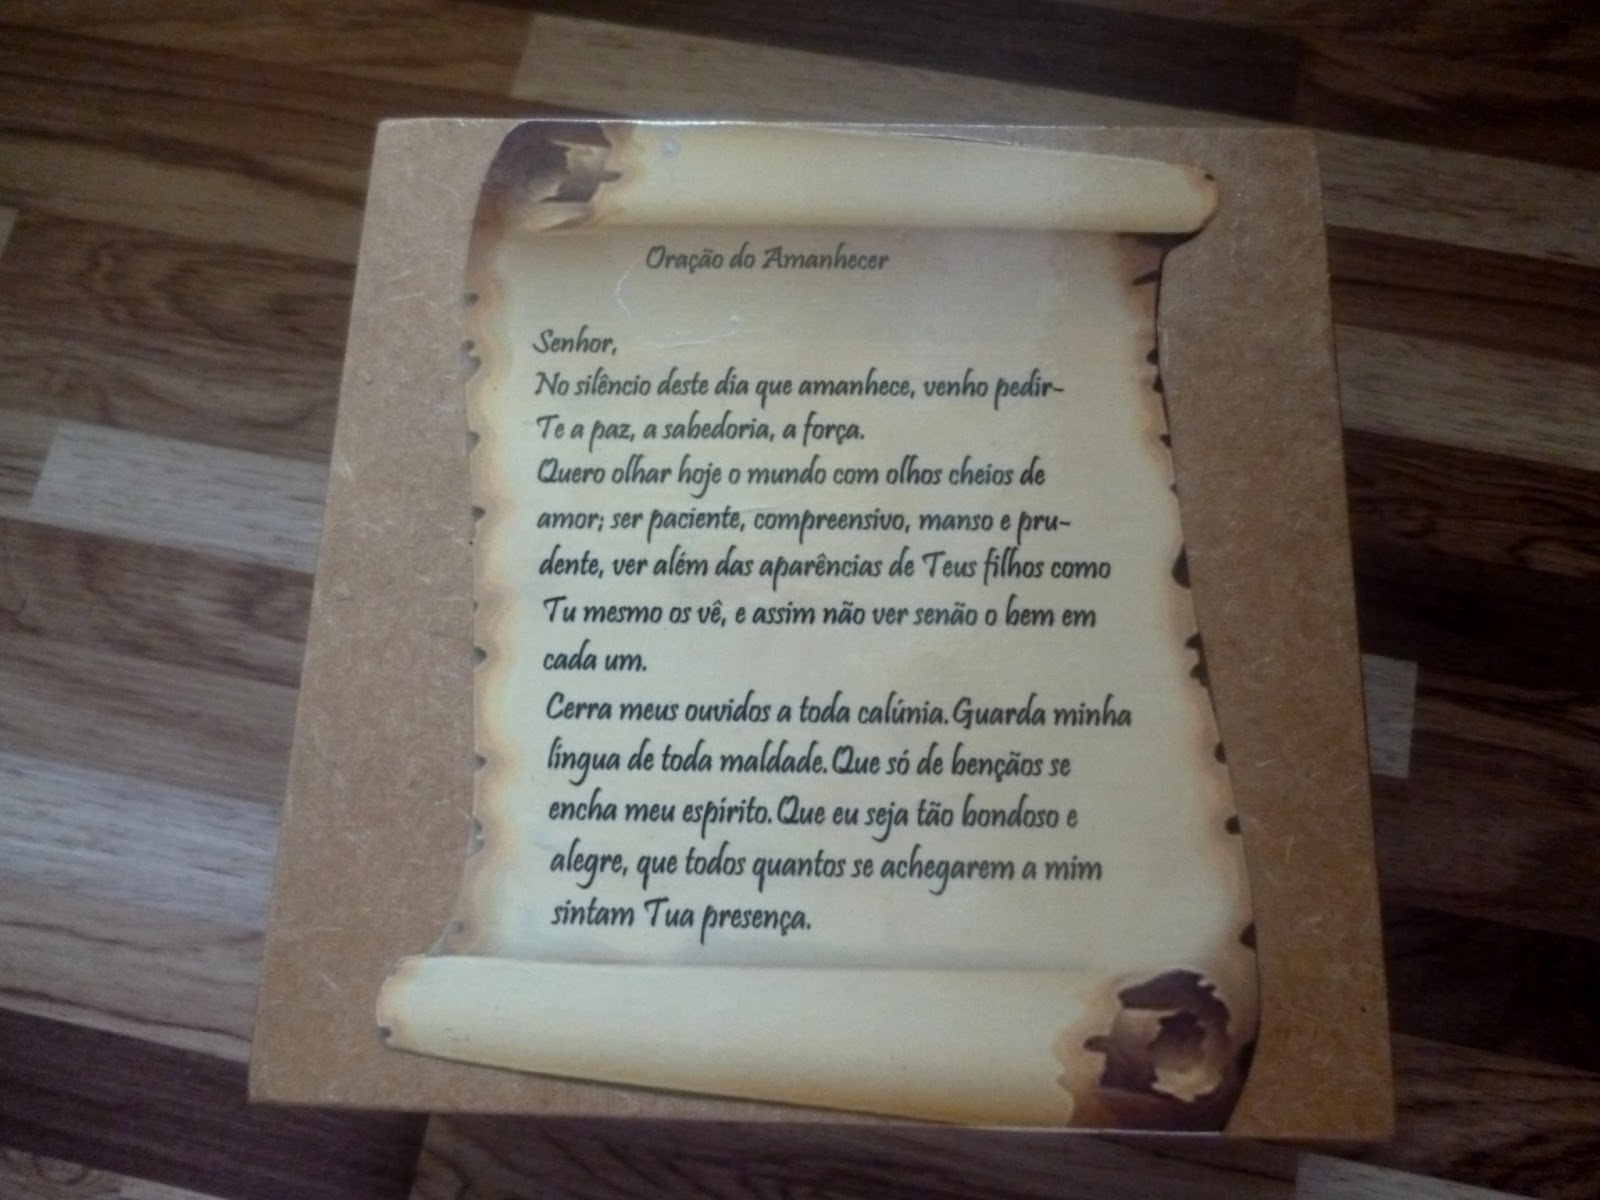 Oração do Amanhecer
Senhor,
No silêncio deste dia que amanhece, venho pedir-
Te a paz, a sabedoria, a força.
Quero olhar hoje o mundo com olhos cheios de
amor; ser paciente, compreensivo, manso e pru-
dente, ver além das aparências de Teus filhos como
Tu mesmo os vê, e assim não ver senão o bem em
cada um.
Cerra meus ouvidos a toda calúnia. Guarda minha
língua de toda maldade. Que só de bençãos se
encha meu espírito. Que eu seja tão bondoso e
alegre, que todos quantos se achegarem a mim
sintam Tua presença.